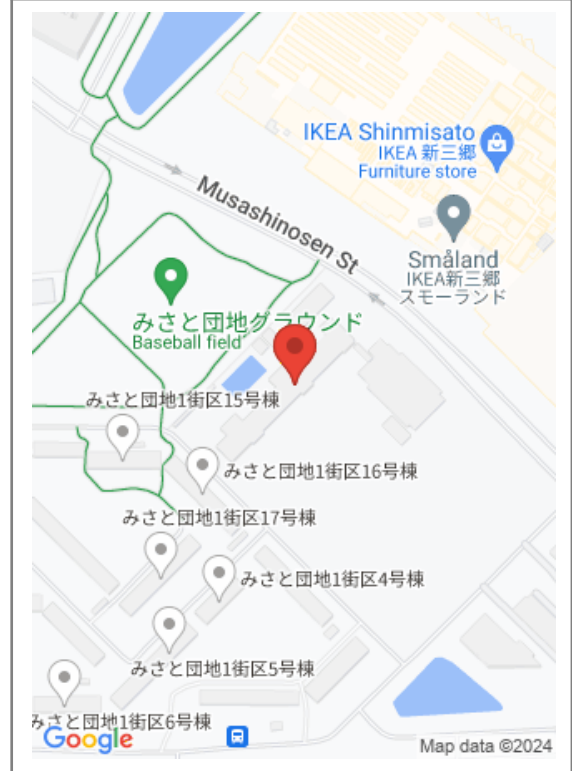 IKEA Shinmisato
IKEA 新三郷
Furniture store
Musashinosen St
Småland
IKEA新三郷
スモーランド
みさと団地グラウンド
Baseball field
みさと団地1街区15号棟
みさと団地1街区16号棟
みさと団地1街区17号棟
みさと団地1街区4号棟
みさと団地1街区5号棟
みさと団地1街区6号棟
Google
Map data ©2024